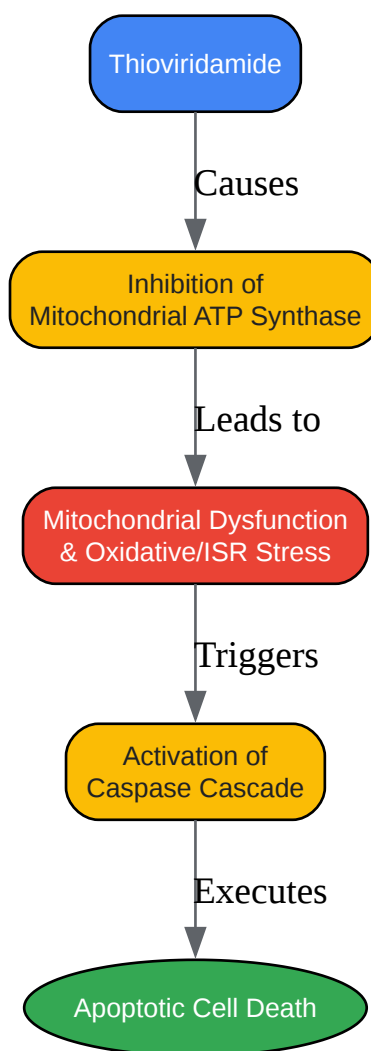 Thioviridamide
Causes
Inhibition of
Mitochondrial ATP Synthase
Leads to
Mitochondrial Dysfunction
& Oxidative/ISR Stress
Triggers
Activation of
Caspase Cascade
Executes
Apoptotic Cell Death